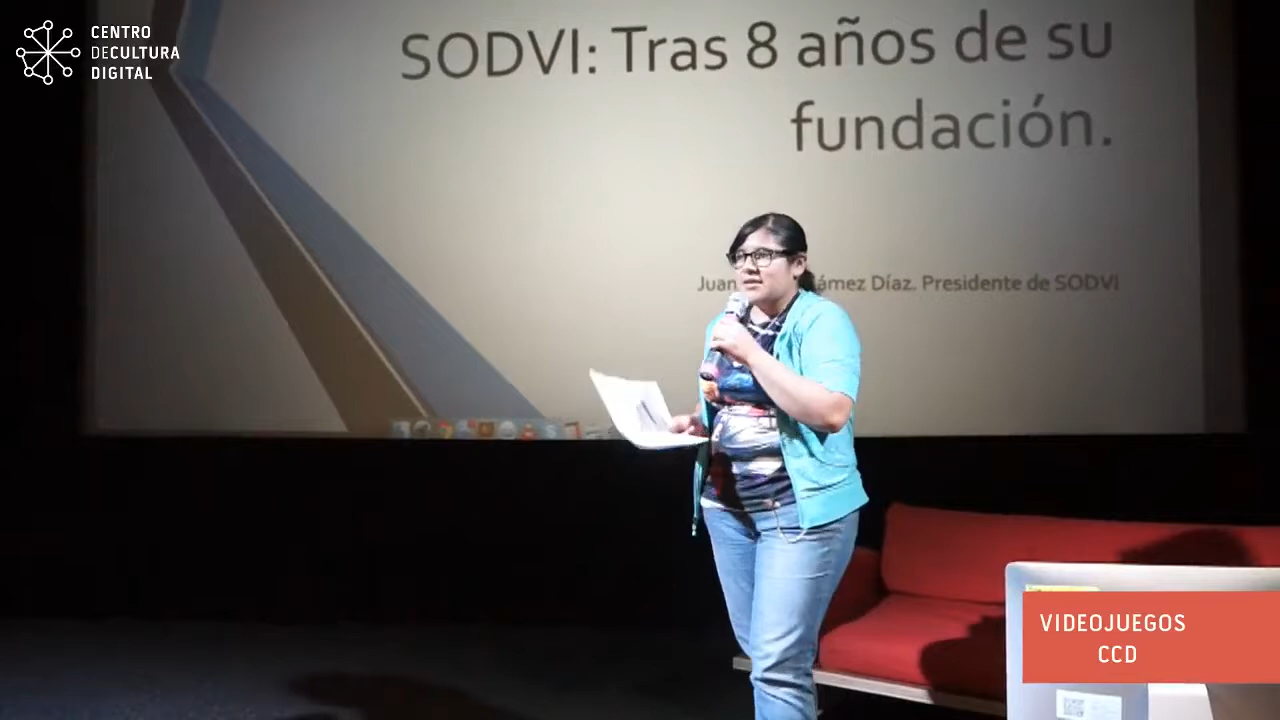 CENTRO
DECULTURA
DIGITAL
SODVI: Tras 8 años de su
fundación.
Juan ámez Díaz. Presidente de SODVI
VIDEOJUEGOS
CCD